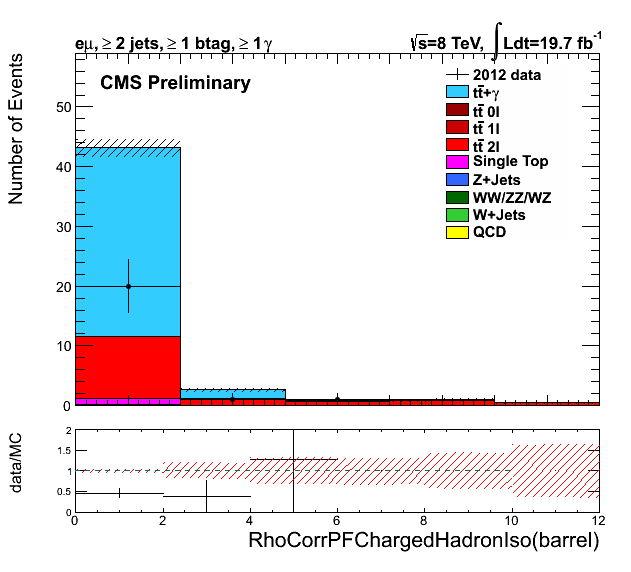 eμ, ≥ 2 jets, ≥ 1 btag, ≥ 1 γ
√s=8 TeV, ∫Ldt=19.7 fb⁻¹
CMS Preliminary
2012 data
tt̄+γ
tt̄ 0l
tt̄ 1l
tt̄ 2l
Single Top
Z+Jets
WW/ZZ/WZ
W+Jets
QCD
Number of Events
50
40
30
20
10
0
data/MC
2
1.5
1
0.5
0
0 2 4 6 8 10 12
RhoCorrPFChargedHadronIso(barrel)